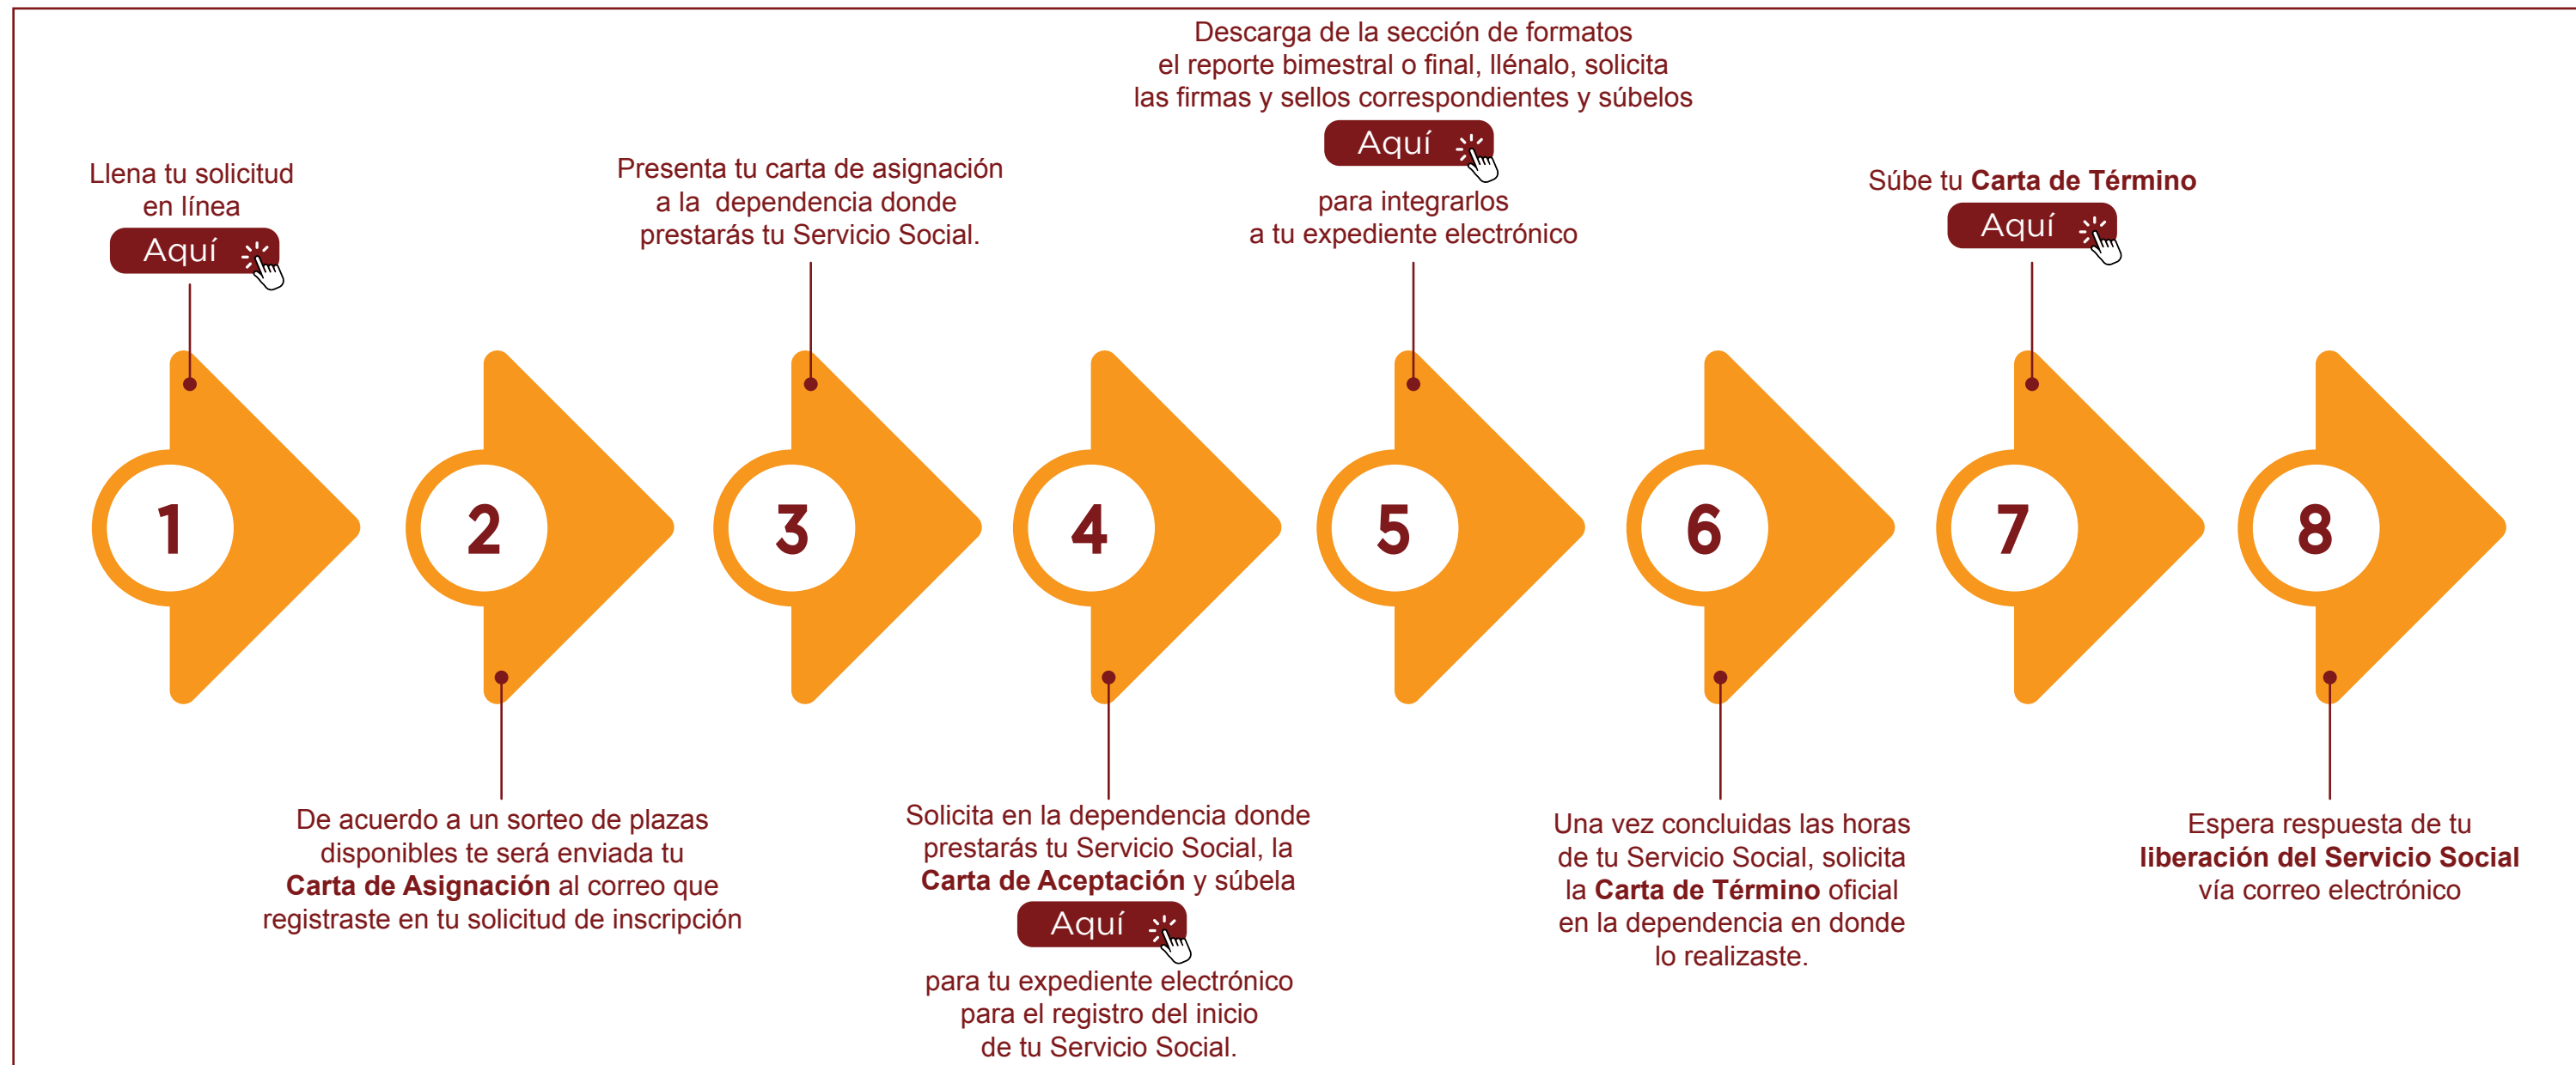 Llena tu solicitud
en línea
Aquí
1
De acuerdo a un sorteo de plazas
disponibles te será enviada tu
Carta de Asignación al correo que
registraste en tu solicitud de inscripción
2
Presenta tu carta de asignación
a la dependencia donde
prestarás tu Servicio Social.
3
Solicita en la dependencia donde
prestarás tu Servicio Social, la
Carta de Aceptación y súbela
Aquí
para tu expediente electrónico
para el registro del inicio
de tu Servicio Social.
4
Descarga de la sección de formatos
el reporte bimestral o final, llénalo, solicita
las firmas y sellos correspondientes y súbelos
Aquí
para integrarlos
a tu expediente electrónico
5
Una vez concluidas las horas
de tu Servicio Social, solicita
la Carta de Término oficial
en la dependencia en donde
lo realizaste.
6
Súbe tu Carta de Término
Aquí
7
Espera respuesta de tu
liberación del Servicio Social
vía correo electrónico
8